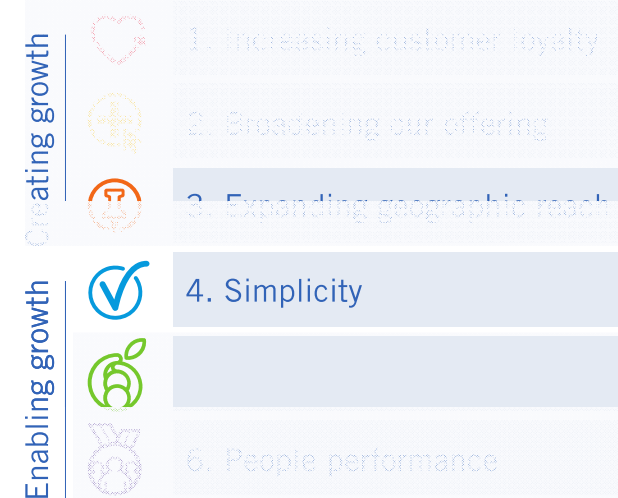 Creating growth
1. Increasing customer loyalty
2. Broadening our offering
3. Expanding geographic reach
Enabling growth
4. Simplicity
6. People performance